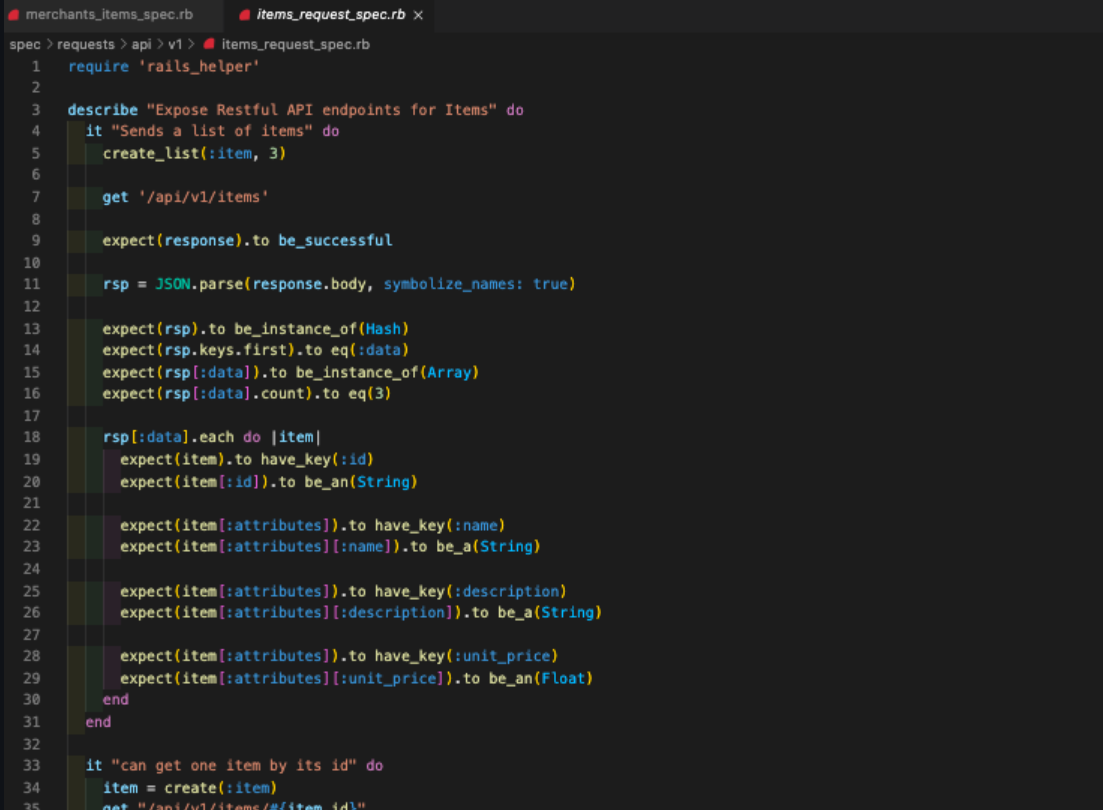 merchants_items_spec.rb items_request_spec.rb ×
spec > requests > api > v1 > items_request_spec.rb
1 require 'rails_helper'
2
3 describe "Expose Restful API endpoints for Items" do
4 it "Sends a list of items" do
5 create_list(:item, 3)
6
7 get '/api/v1/items'
8
9 expect(response).to be_successful
10
11 rsp = JSON.parse(response.body, symbolize_names: true)
12
13 expect(rsp).to be_instance_of(Hash)
14 expect(rsp.keys.first).to eq(:data)
15 expect(rsp[:data]).to be_instance_of(Array)
16 expect(rsp[:data].count).to eq(3)
17
18 rsp[:data].each do |item|
19 expect(item).to have_key(:id)
20 expect(item[:id]).to be_an(String)
21
22 expect(item[:attributes]).to have_key(:name)
23 expect(item[:attributes][:name]).to be_a(String)
24
25 expect(item[:attributes]).to have_key(:description)
26 expect(item[:attributes][:description]).to be_a(String)
27
28 expect(item[:attributes]).to have_key(:unit_price)
29 expect(item[:attributes][:unit_price]).to be_an(Float)
30 end
31 end
32
33 it "can get one item by its id" do
34 item = create(:item)
35 get "/api/v1/items/#{item.id}"